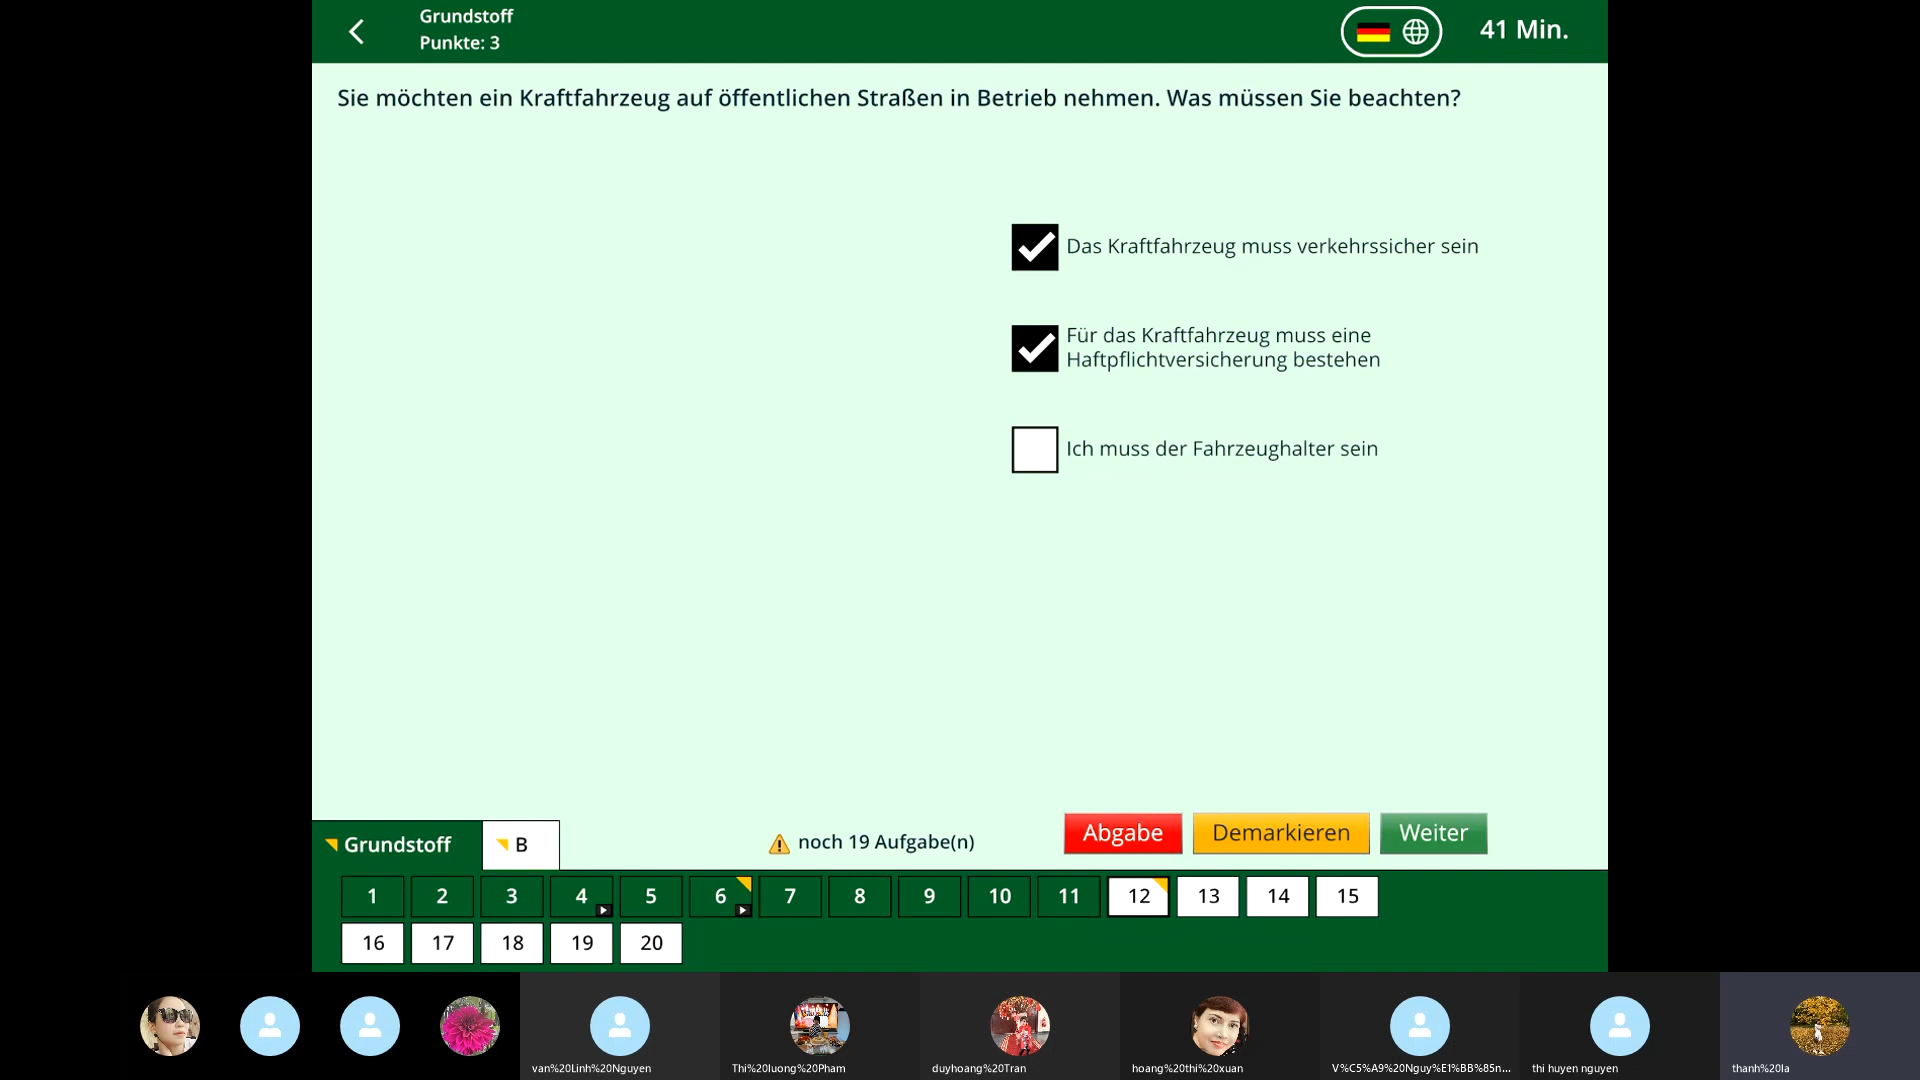 Grundstoff
Punkte: 3
41 Min.
Sie möchten ein Kraftfahrzeug auf öffentlichen Straßen in Betrieb nehmen. Was müssen Sie beachten?
Das Kraftfahrzeug muss verkehrssicher sein
Für das Kraftfahrzeug muss eine
Haftpflichtversicherung bestehen
Ich muss der Fahrzeughalter sein
Grundstoff
B
noch 19 Aufgabe(n)
Abgabe
Demarkieren
Weiter
1 2 3 4 5 6 7 8 9 10 11 12 13 14 15
16 17 18 19 20
van%20Linh%20Nguyen
Thi%20luong%20Pham
duyhoang%20Tran
hoang%20thi%20xuan
V%C5%A9%20Nguy%E1%BB%85n...
thi huyen nguyen
thanh%20la